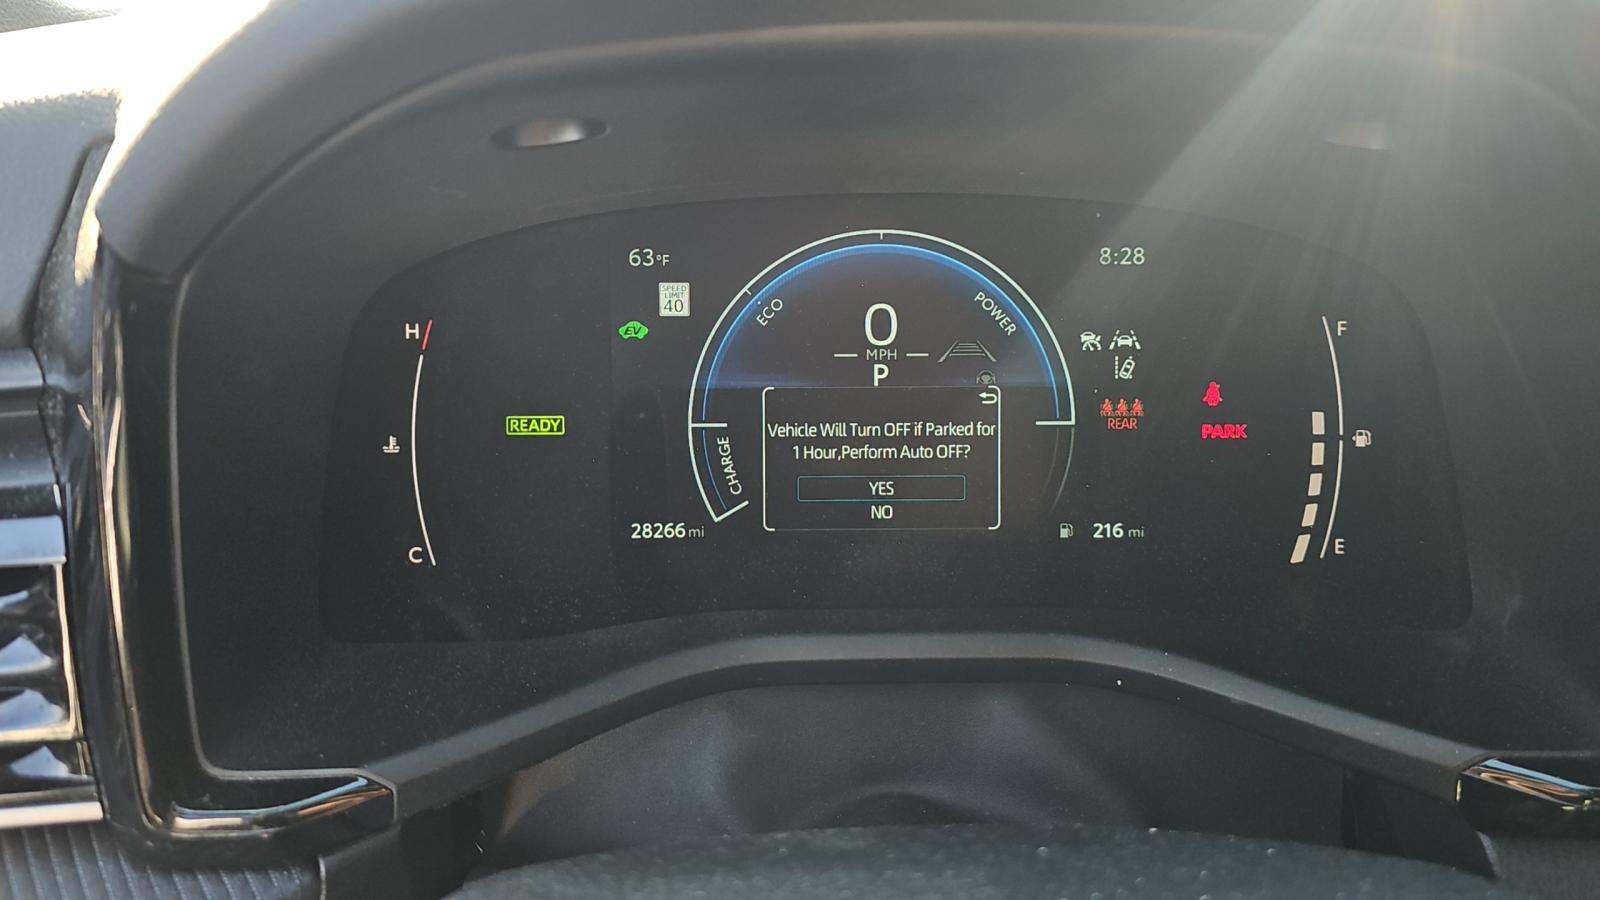 63°F
8:28
SPEED
LIMIT
40
EV
ECO
POWER
0
MPH
P
H
F
READY
REAR
PARK
CHARGE
Vehicle Will Turn OFF if Parked for
1 Hour,Perform Auto OFF?
YES
NO
28266 mi
216 mi
C
E